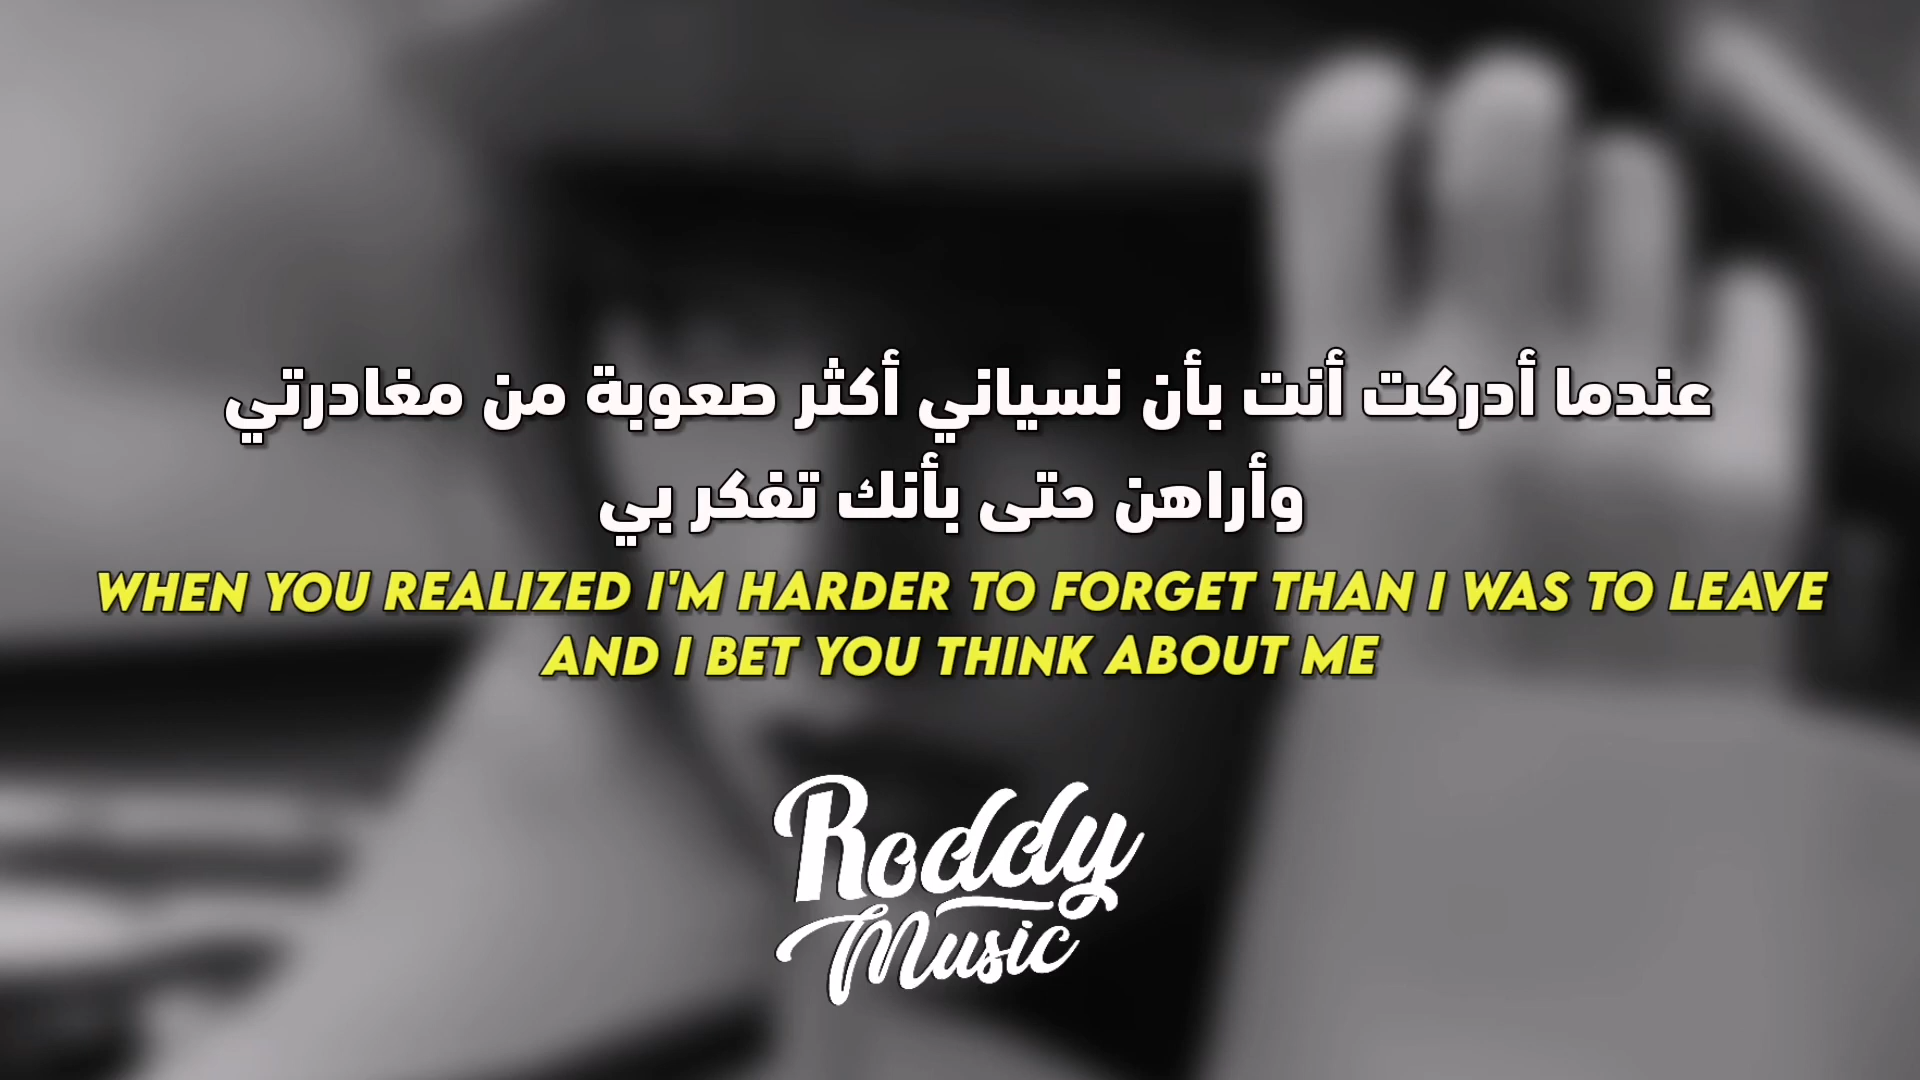 عندما أدركت أنت بأن نسياني أكثر صعوبة من مغادرتي
وأراهن حتى بأنك تفكر بي
WHEN YOU REALIZED I'M HARDER TO FORGET THAN I WAS TO LEAVE
AND I BET YOU THINK ABOUT ME
Roddy
Music